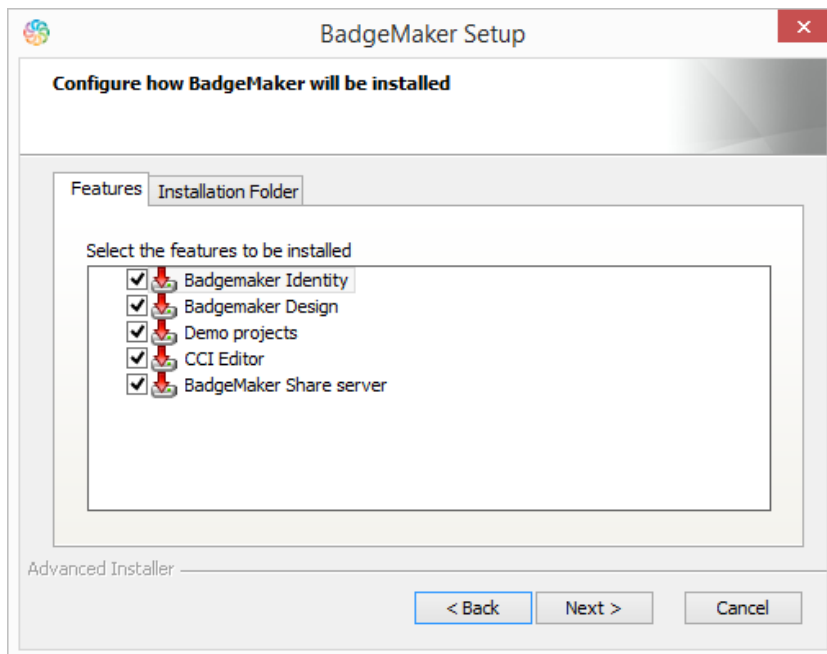 BadgeMaker Setup
Configure how BadgeMaker will be installed
Features
Installation Folder
Select the features to be installed
Badgemaker Identity
Badgemaker Design
Demo projects
CCI Editor
BadgeMaker Share server
Advanced Installer
< Back
Next >
Cancel